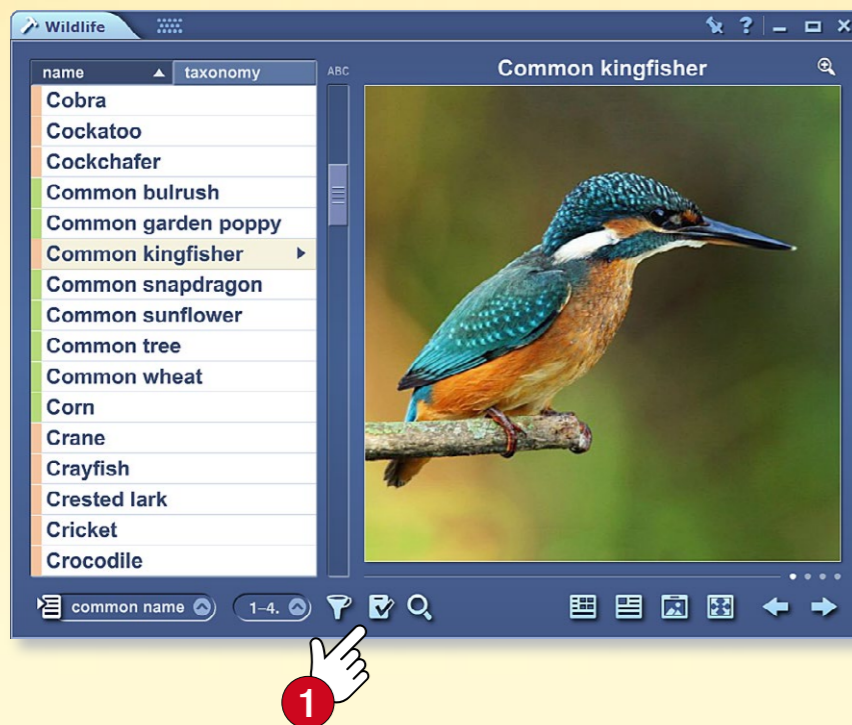 Wildlife
?
name taxonomy ABC
Common kingfisher
Cobra
Cockatoo
Cockchafer
Common bulrush
Common garden poppy
Common kingfisher
Common snapdragon
Common sunflower
Common tree
Common wheat
Corn
Crane
Crayfish
Crested lark
Cricket
Crocodile
common name 1–4.
1